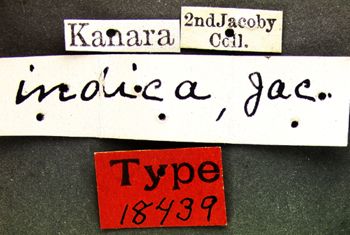 Kanara
2nd Jacoby
Coll.
indica, Jac.
Type
18439